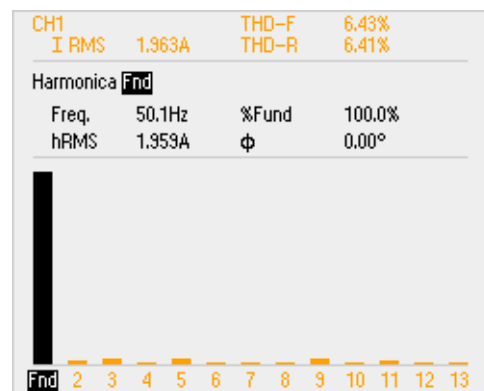 CH1 THD-F 6.43%
I RMS 1.963A THD-R 6.41%
Harmonica Fnd
Freq. 50.1Hz %Fund 100.0%
hRMS 1.959A Φ 0.00°
Fnd 2 3 4 5 6 7 8 9 10 11 12 13